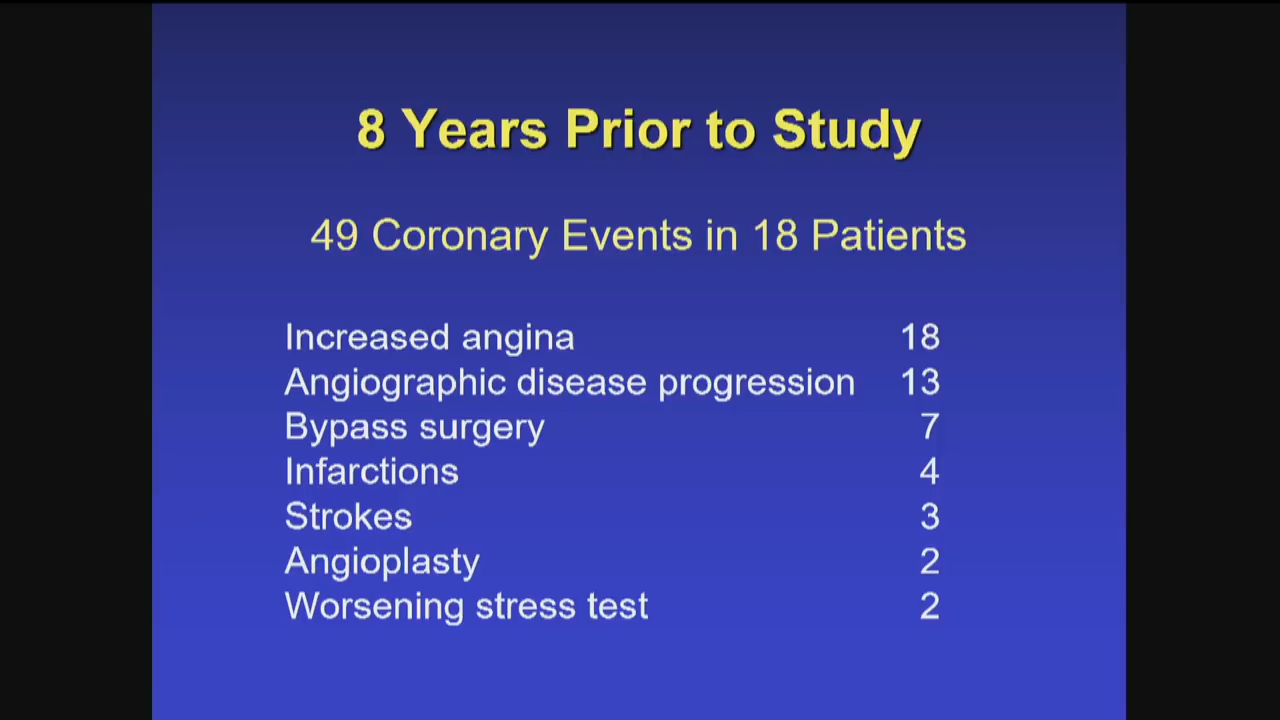 8 Years Prior to Study
49 Coronary Events in 18 Patients
Increased angina 18
Angiographic disease progression 13
Bypass surgery 7
Infarctions 4
Strokes 3
Angioplasty 2
Worsening stress test 2